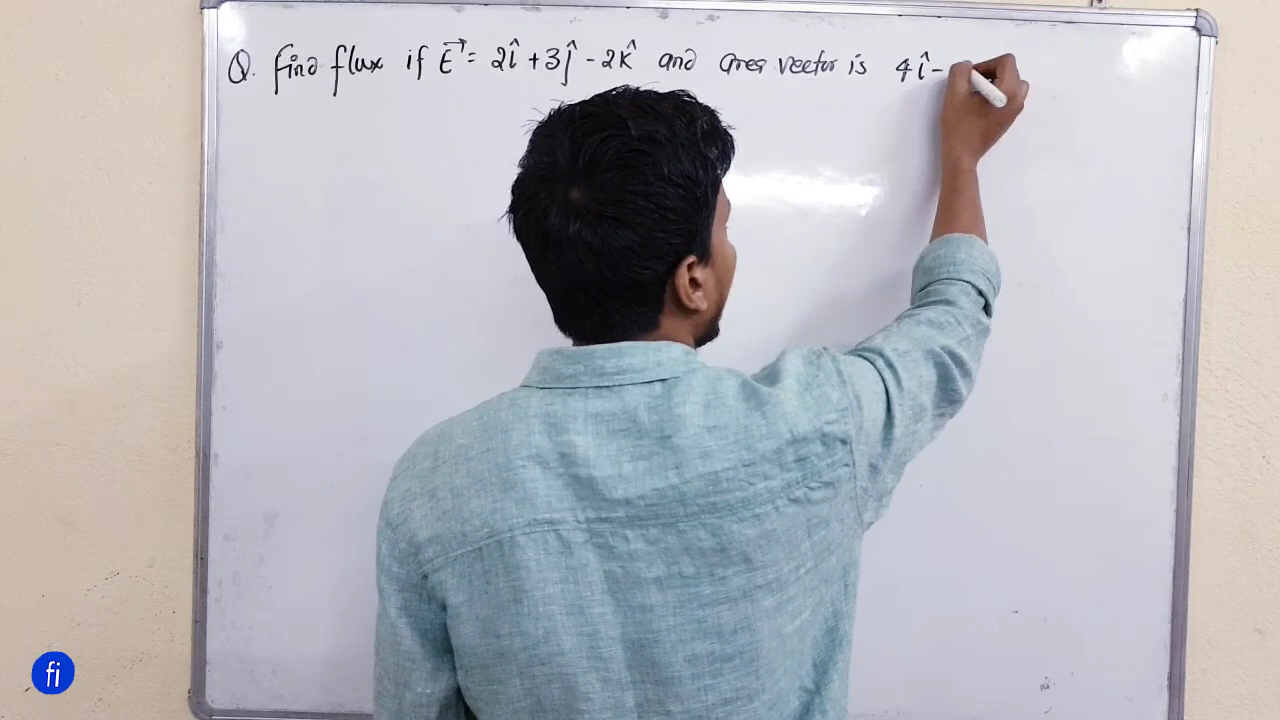 Q. Find flux if E⃗ = 2î + 3ĵ - 2k̂ and area vector is 4î -
fi